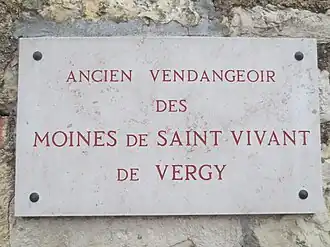 ANCIEN VENDANGEOIR
DES
MOINES DE SAINT VIVANT
DE VERGY